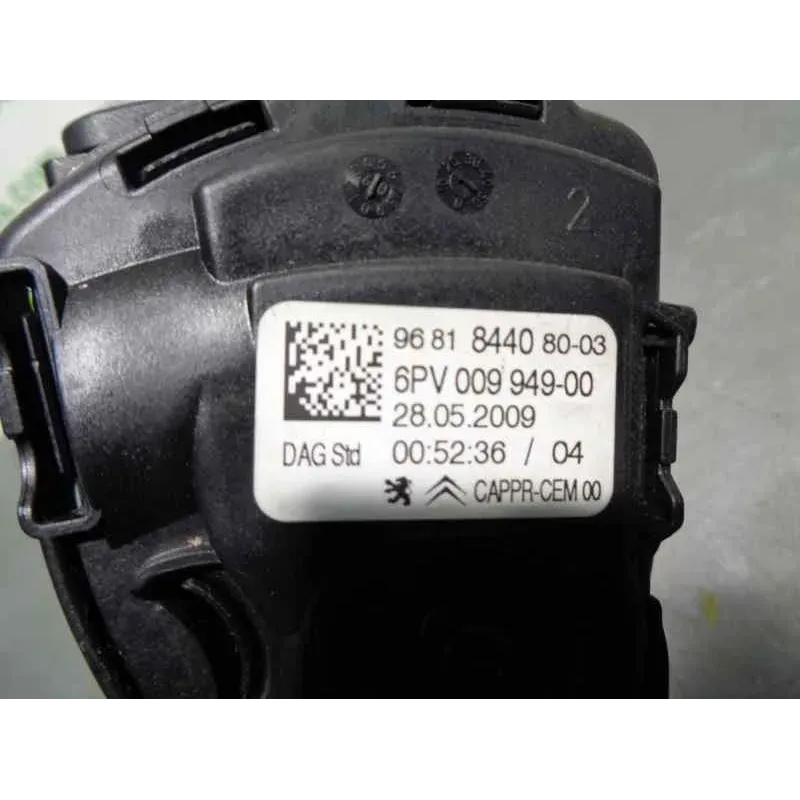 2
96 81 8440 80-03
6PV 009 949-00
28.05.2009
DAG Std 00:52:36 / 04
CAPPR-CEM 00